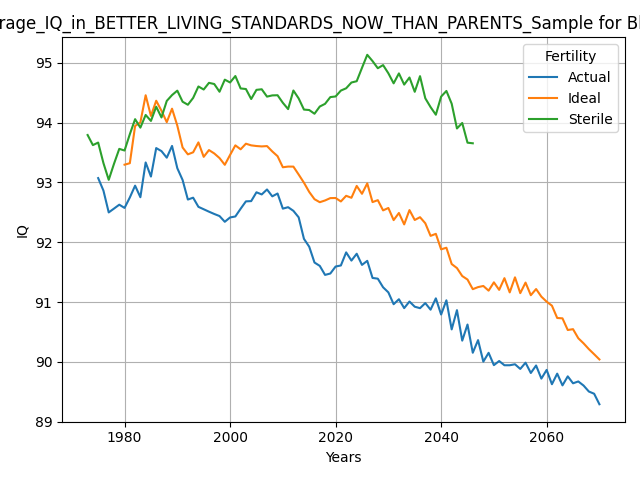 rage_IQ_in_BETTER_LIVING_STANDARDS_NOW_THAN_PARENTS_Sample for Bl
Fertility
Actual
Ideal
Sterile
IQ
95
94
93
92
91
90
89
1980 2000 2020 2040 2060
Years